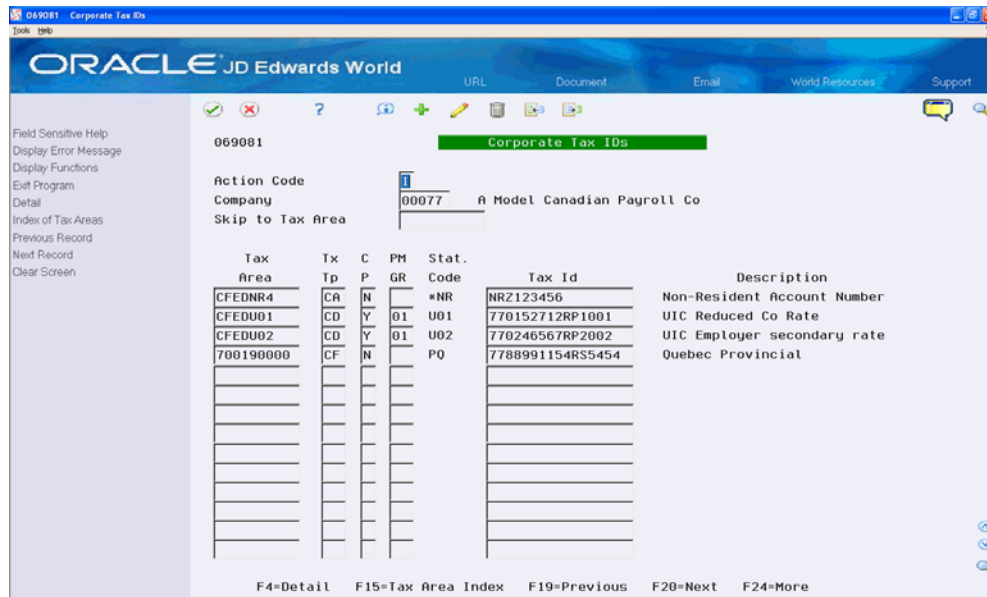 069081 Corporate Tax IDs
Tools Help
ORACLE JD Edwards World
URL Document Email World Resources Support
Field Sensitive Help
Display Error Message
Display Functions
Exit Program
Detail
Index of Tax Areas
Previous Record
Next Record
Clear Screen
069081 Corporate Tax IDs
Action Code I
Company 00077 A Model Canadian Payroll Co
Skip to Tax Area
Tax Tx C PM Stat.
Area Tp P GR Code Tax Id Description
CFEDNR4 CA N *NR NRZ123456 Non-Resident Account Number
CFEDU01 CD Y 01 U01 770152712RP1001 UIC Reduced Co Rate
CFEDU02 CD Y 01 U02 770246567RP2002 UIC Employer secondary rate
700190000 CF N PQ 7788991154RS5454 Quebec Provincial
F4=Detail F15=Tax Area Index F19=Previous F20=Next F24=More